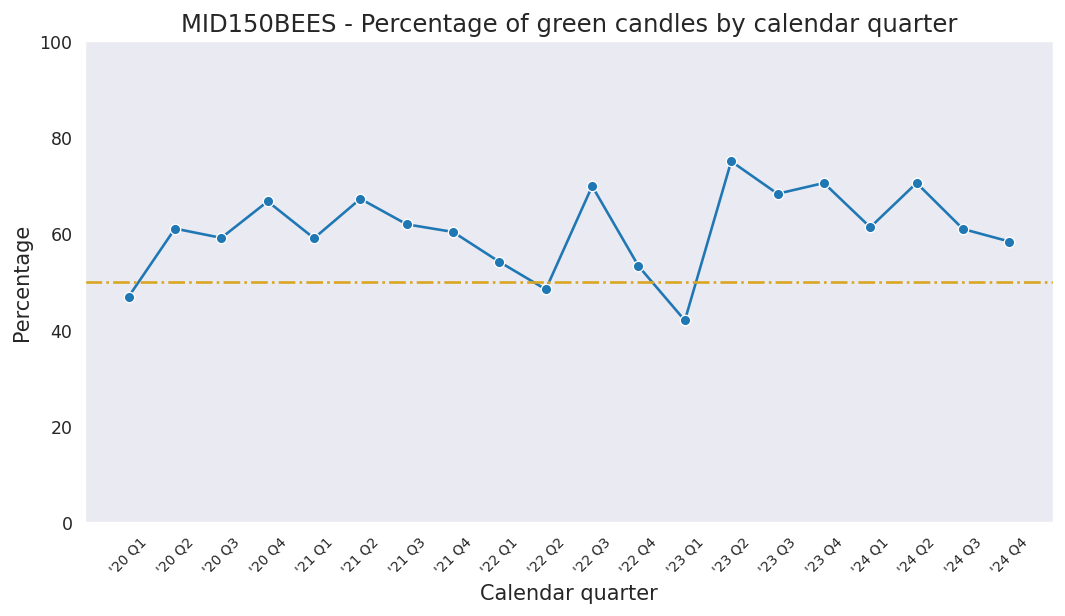 MID150BEES - Percentage of green candles by calendar quarter
100
80
60
40
20
0
Percentage
'20 Q1
'20 Q2
'20 Q3
'20 Q4
'21 Q1
'21 Q2
'21 Q3
'21 Q4
'22 Q1
'22 Q2
'22 Q3
'22 Q4
'23 Q1
'23 Q2
'23 Q3
'23 Q4
'24 Q1
'24 Q2
'24 Q3
'24 Q4
Calendar quarter